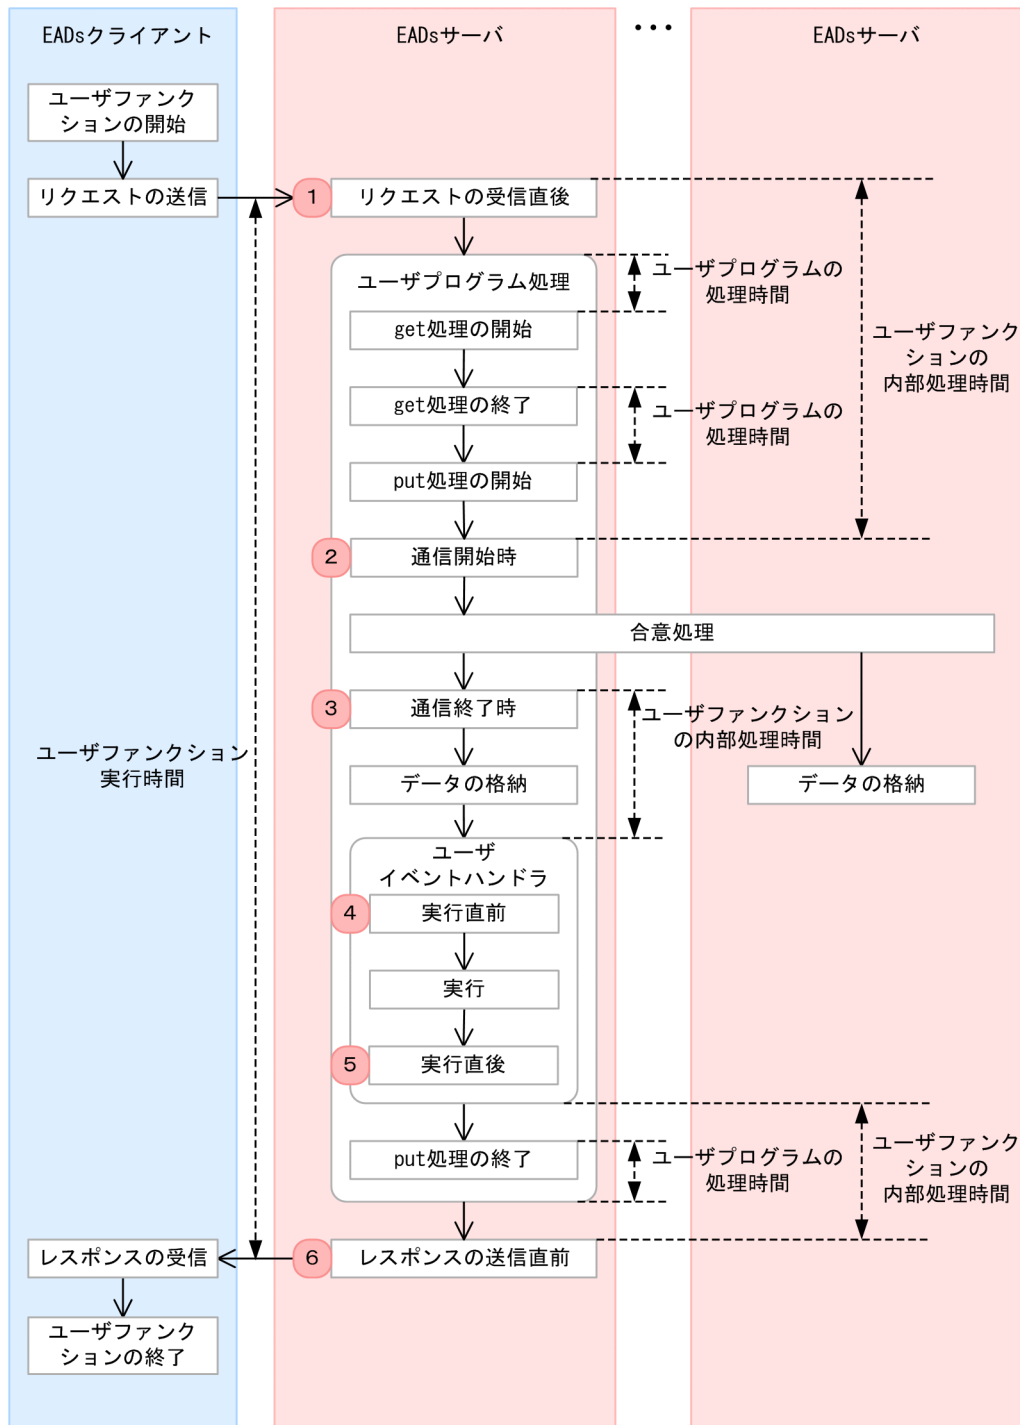 EADsクライアント
EADsサーバ
・・・
EADsサーバ
ユーザファンク
ションの開始
リクエストの送信
1
リクエストの受信直後
ユーザプログラム処理
ユーザプログラムの
処理時間
get処理の開始
ユーザファンク
ションの
内部処理時間
get処理の終了
ユーザプログラムの
処理時間
put処理の開始
2
通信開始時
合意処理
3
通信終了時
ユーザファンクション
の内部処理時間
ユーザファンクション
実行時間
データの格納
データの格納
ユーザ
イベントハンドラ
4
実行直前
実行
5
実行直後
put処理の終了
ユーザプログラムの
処理時間
ユーザファンク
ションの
内部処理時間
レスポンスの受信
6
レスポンスの送信直前
ユーザファンク
ションの終了